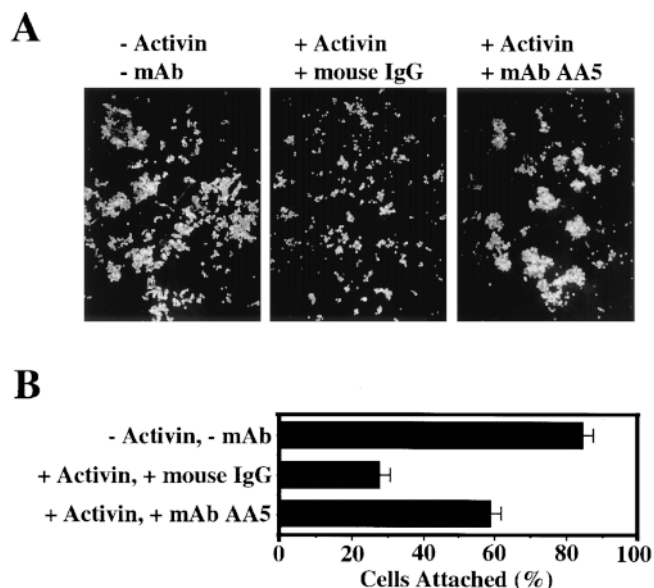 A
- Activin
- mAb
+ Activin
+ mouse IgG
+ Activin
+ mAb AA5
B
- Activin, - mAb
+ Activin, + mouse IgG
+ Activin, + mAb AA5
0 20 40 60 80 100
Cells Attached (%)